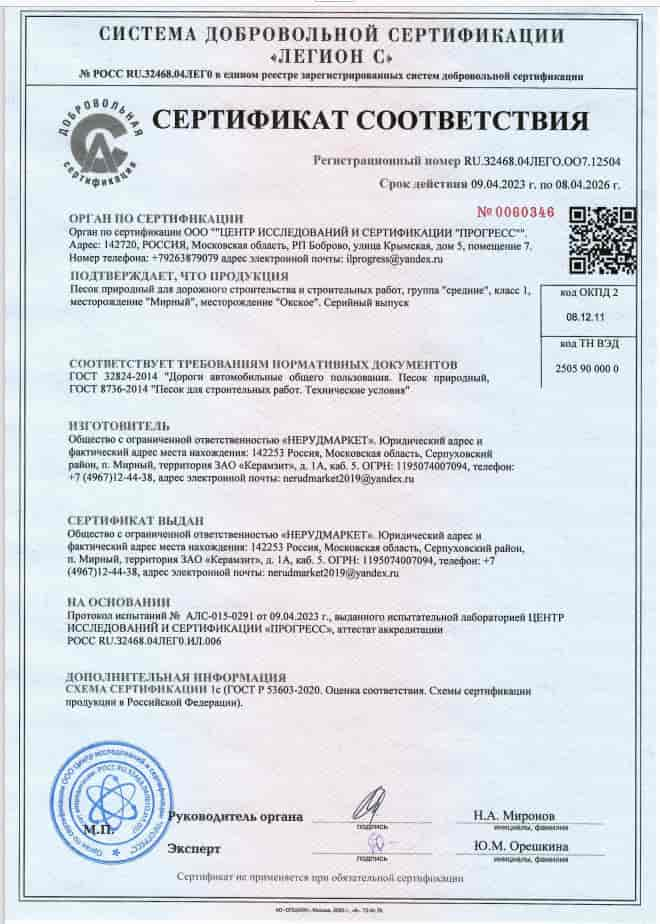 СИСТЕМА ДОБРОВОЛЬНОЙ СЕРТИФИКАЦИИ
«ЛЕГИОН С»
№ РОСС RU.32468.04ЛЕГ0 в едином реестре зарегистрированных систем добровольной сертификации
ДОБРОВОЛЬНАЯ
сертификация
СЕРТИФИКАТ СООТВЕТСТВИЯ
Регистрационный номер RU.32468.04ЛЕГО.ОО7.12504
Срок действия 09.04.2023 г. по 08.04.2026 г.
№ 0060346
ОРГАН ПО СЕРТИФИКАЦИИ
Орган по сертификации ООО ""ЦЕНТР ИССЛЕДОВАНИЙ И СЕРТИФИКАЦИИ "ПРОГРЕСС"".
Адрес: 142720, РОССИЯ, Московская область, РП Боброво, улица Крымская, дом 5, помещение 7.
Номер телефона: +79263879079 адрес электронной почты: ilprogress@yandex.ru
ПОДТВЕРЖДАЕТ, ЧТО ПРОДУКЦИЯ
Песок природный для дорожного строительства и строительных работ, группа "средние", класс 1,
месторождение "Мирный", месторождение "Окское". Серийный выпуск
код ОКПД 2
08.12.11
код ТН ВЭД
2505 90 000 0
СООТВЕТСТВУЕТ ТРЕБОВАНИЯМ НОРМАТИВНЫХ ДОКУМЕНТОВ
ГОСТ 32824-2014 "Дороги автомобильные общего пользования. Песок природный,
ГОСТ 8736-2014 "Песок для строительных работ. Технические условия"
ИЗГОТОВИТЕЛЬ
Общество с ограниченной ответственностью «НЕРУДМАРКЕТ». Юридический адрес и
фактический адрес места нахождения: 142253 Россия, Московская область, Серпуховский
район, п. Мирный, территория ЗАО «Керамзит», д. 1А, каб. 5. ОГРН: 1195074007094, телефон:
+7 (4967)12-44-38, адрес электронной почты: nerudmarket2019@yandex.ru
СЕРТИФИКАТ ВЫДАН
Общество с ограниченной ответственностью «НЕРУДМАРКЕТ». Юридический адрес и
фактический адрес места нахождения: 142253 Россия, Московская область, Серпуховский район,
п. Мирный, территория ЗАО «Керамзит», д. 1А, каб. 5. ОГРН: 1195074007094, телефон: +7
(4967)12-44-38, адрес электронной почты: nerudmarket2019@yandex.ru
НА ОСНОВАНИИ
Протокол испытаний № АЛС-015-0291 от 09.04.2023 г., выданного испытательной лабораторией ЦЕНТР
ИССЛЕДОВАНИЙ И СЕРТИФИКАЦИИ «ПРОГРЕСС», аттестат аккредитации
РОСС RU.32468.04ЛЕГ0.ИЛ.006
ДОПОЛНИТЕЛЬНАЯ ИНФОРМАЦИЯ
СХЕМА СЕРТИФИКАЦИИ 1с (ГОСТ Р 53603-2020. Оценка соответствия. Схемы сертификации
продукции в Российской Федерации).
М.П.
Руководитель органа
подпись
Н.А. Миронов
инициалы, фамилия
Эксперт
подпись
Ю.М. Орешкина
инициалы, фамилия
Сертификат не применяется при обязательной сертификации